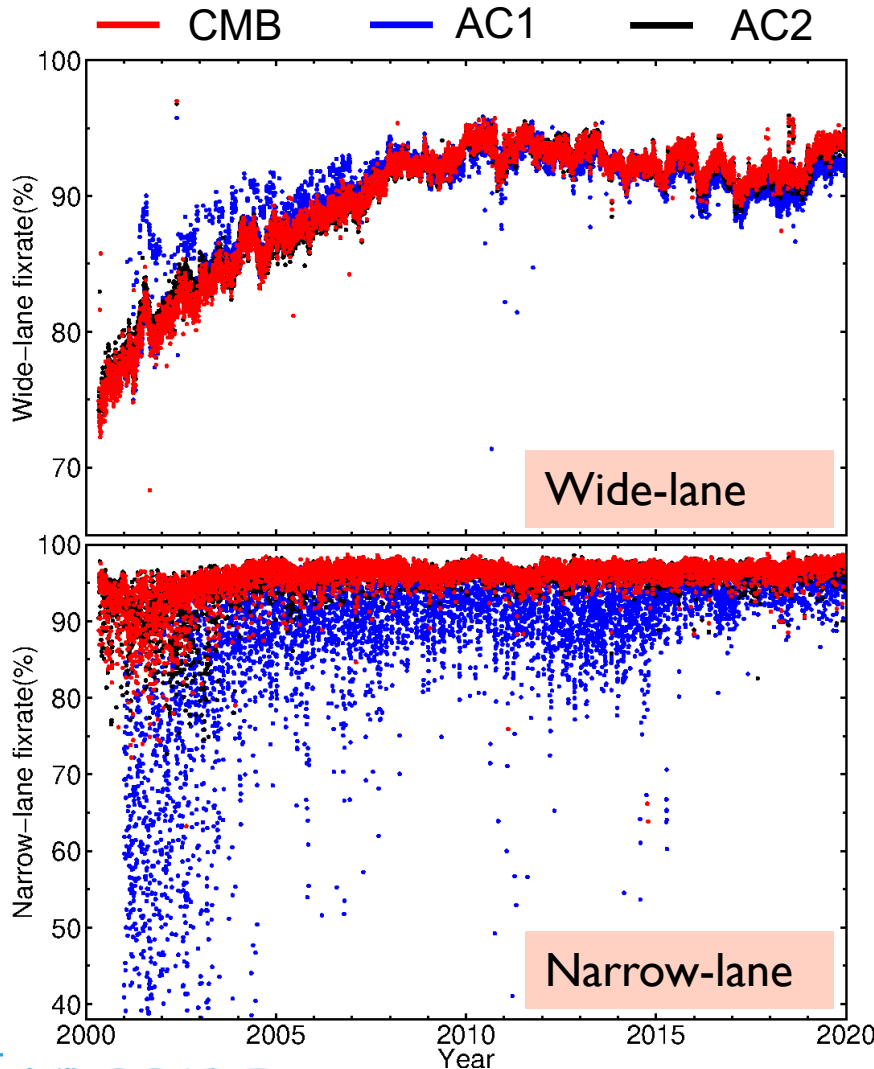 CMB AC1 AC2
100
90
80
70
Wide-lane fixrate(%)
Wide-lane
100
90
80
70
60
50
40
Narrow-lane fixrate(%)
Narrow-lane
2000 2005 2010 2015 2020
Year